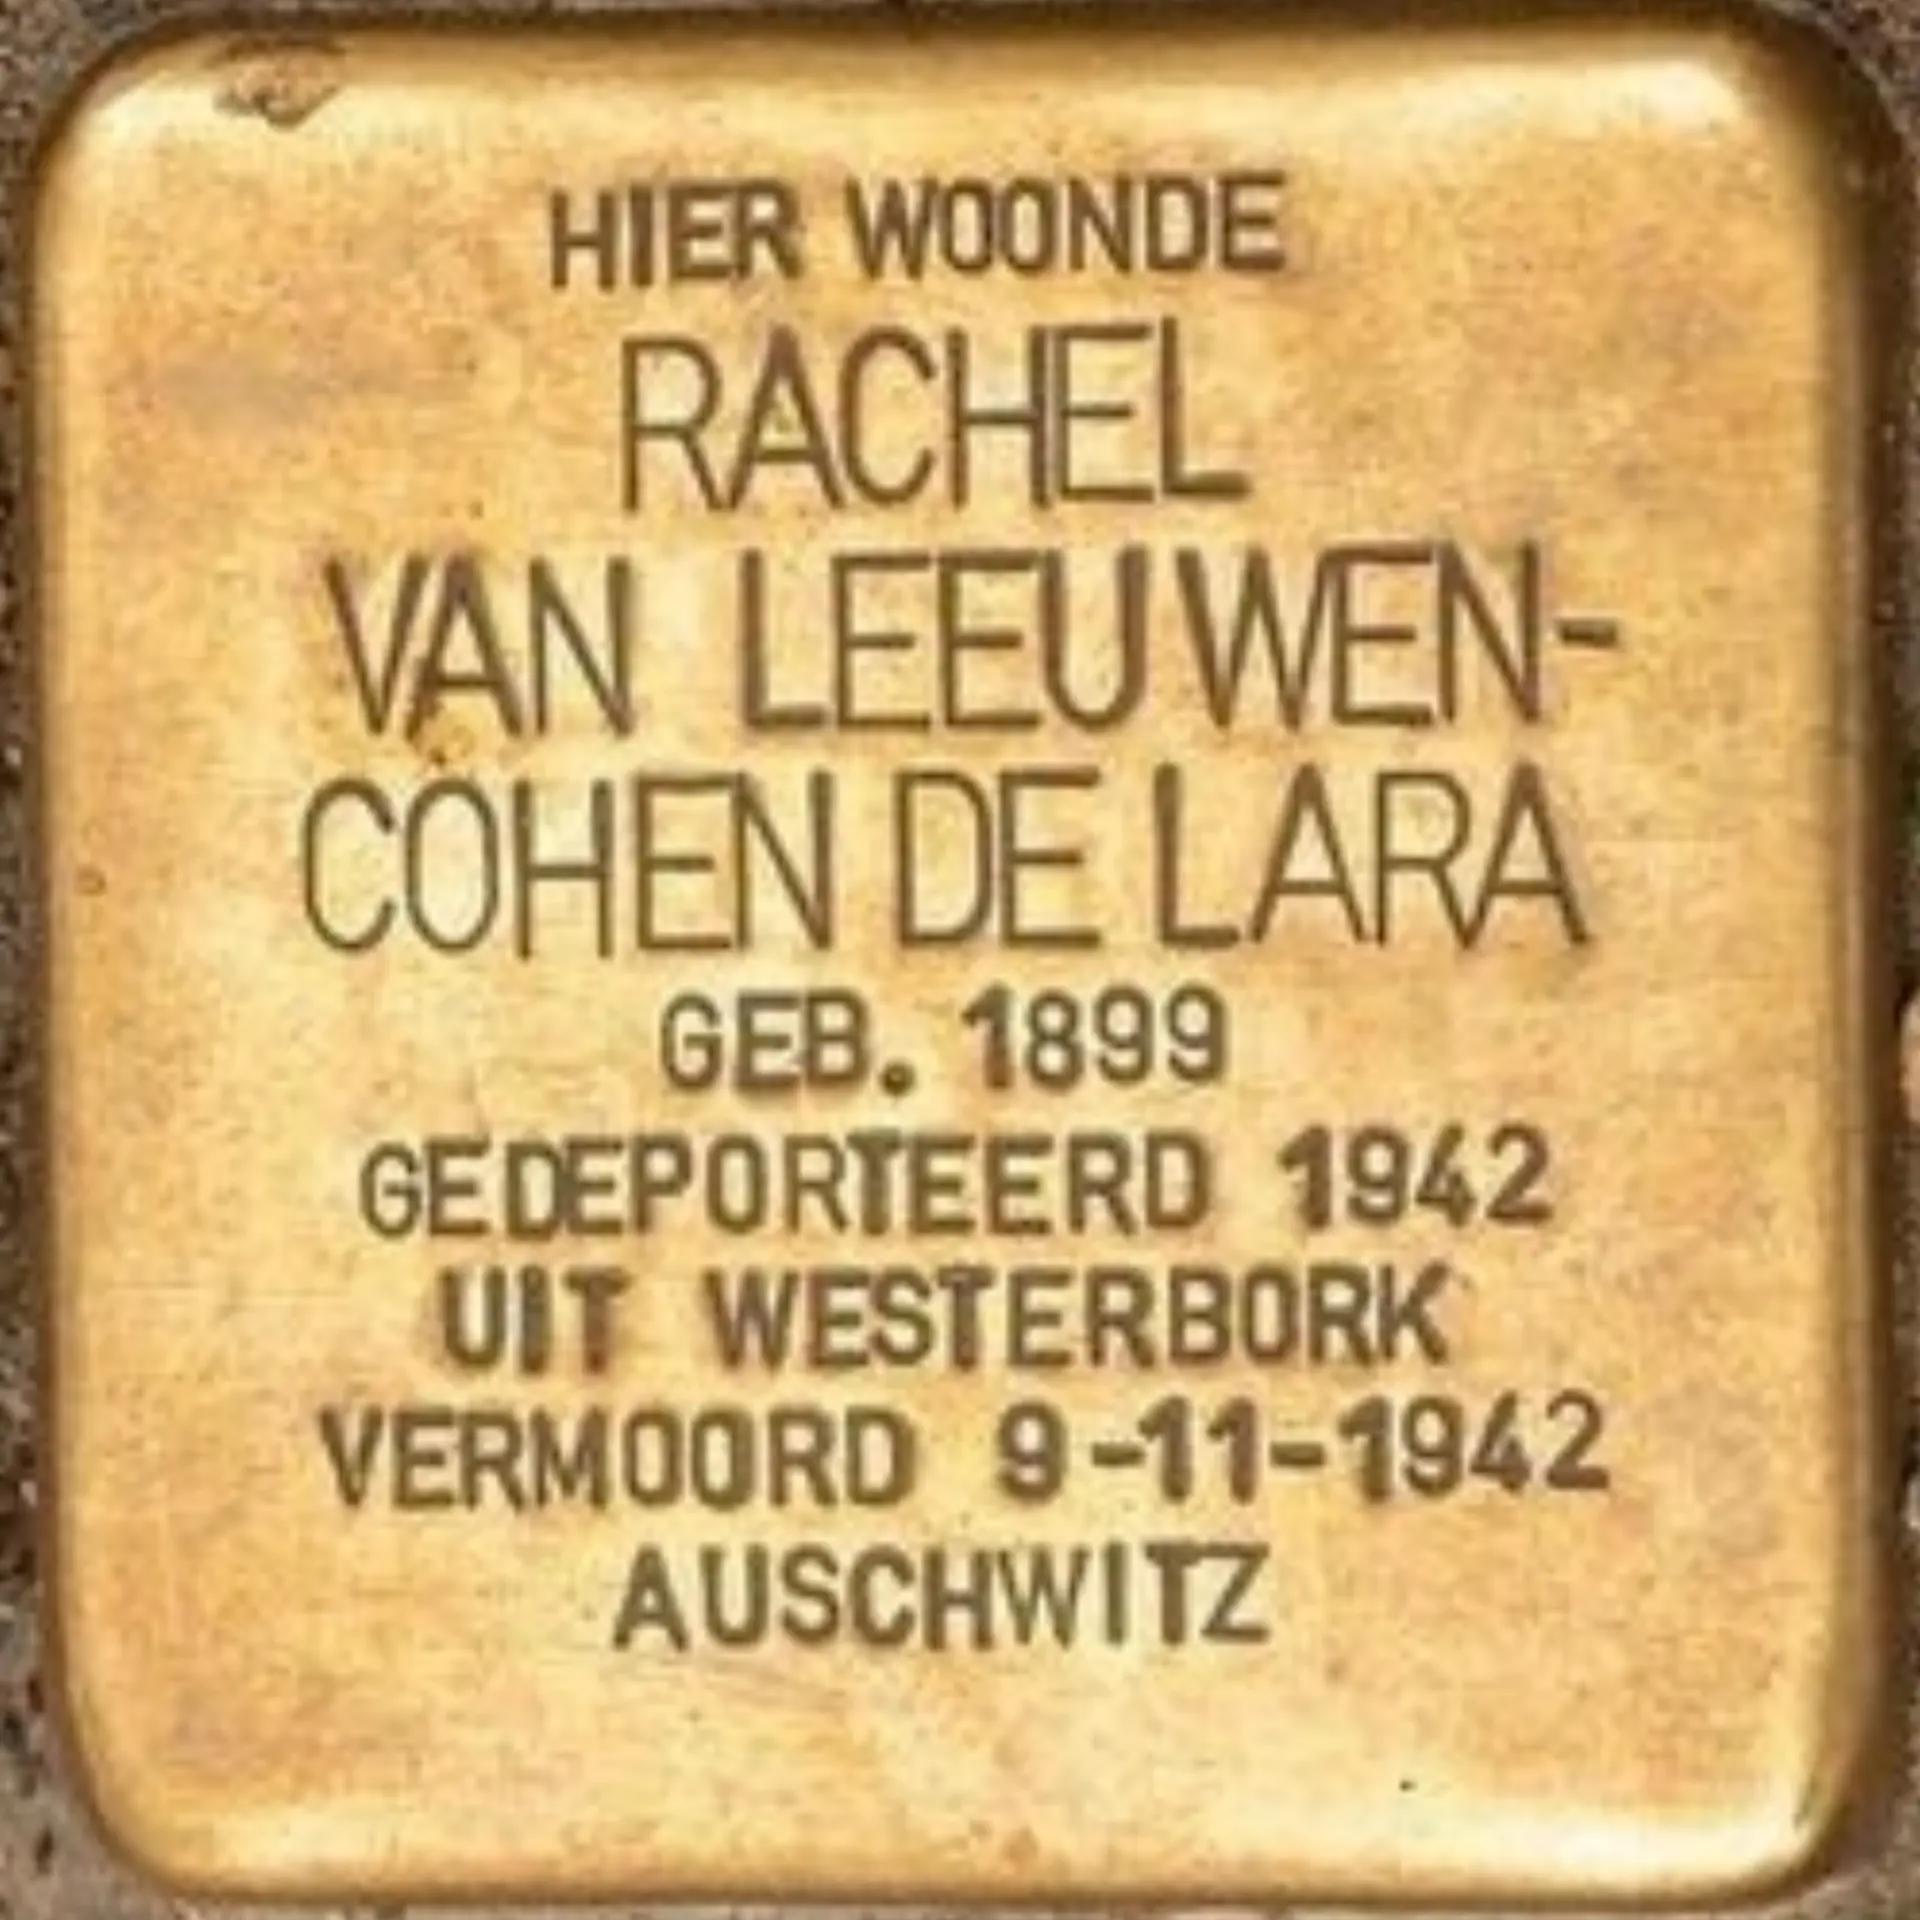 HIER WOONDE
RACHEL
VAN LEEUWEN-
COHEN DE LARA
GEB. 1899
GEDEPORTEERD 1942
UIT WESTERBORK
VERMOORD 9-11-1942
AUSCHWITZ